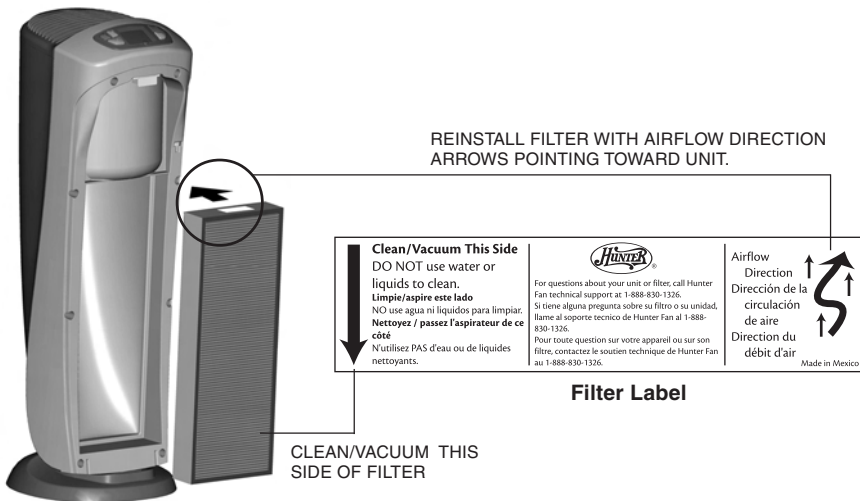 REINSTALL FILTER WITH AIRFLOW DIRECTION
ARROWS POINTING TOWARD UNIT.
Clean/Vacuum This Side
DO NOT use water or
liquids to clean.
Limpie/aspire este lado
NO use agua ni liquidos para limpiar.
Nettoyez / passez l'aspirateur de ce
côté
N'utilisez PAS d'eau ou de liquides
nettoyants.
HUNTER®
For questions about your unit or filter, call Hunter
Fan technical support at 1-888-830-1326.
Si tiene alguna pregunta sobre su filtro o su unidad,
llame al soporte tecnico de Hunter Fan al 1-888-
830-1326.
Pour toute question sur votre appareil ou sur son
filtre, contactez le soutien technique de Hunter Fan
au 1-888-830-1326.
Airflow
Direction
Dirección de la
circulación
de aire
Direction du
débit d'air
Made in Mexico
Filter Label
CLEAN/VACUUM THIS
SIDE OF FILTER